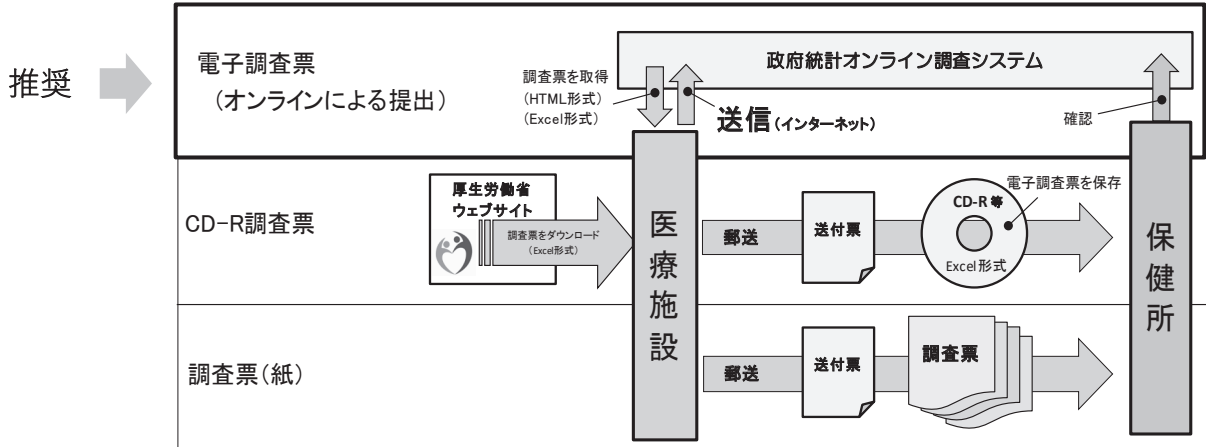 推奨
電子調査票
（オンラインによる提出）
政府統計オンライン調査システム
調査票を取得
（HTML形式）
（Excel形式）
送信（インターネット）
確認
CD-R調査票
厚生労働省
ウェブサイト
調査票をダウンロード
（Excel形式）
医療施設
郵送
送付票
CD-R 等
Excel形式
電子調査票を保存
保健所
調査票（紙）
郵送
送付票
調査票